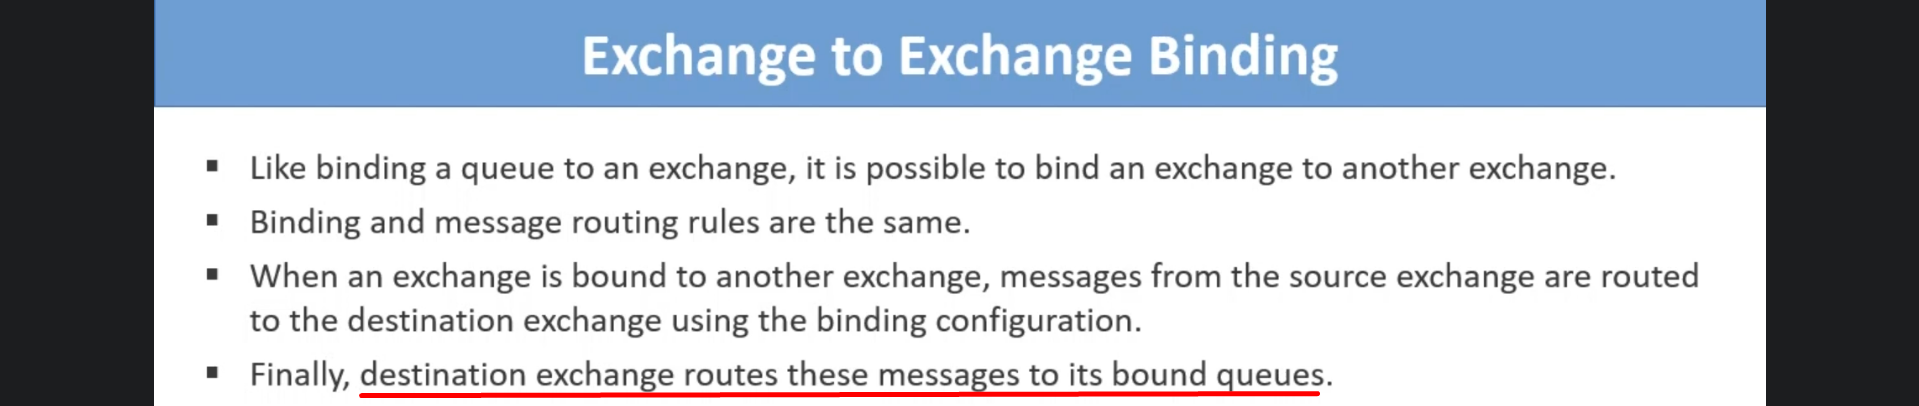 Exchange to Exchange Binding
▪ Like binding a queue to an exchange, it is possible to bind an exchange to another exchange.
▪ Binding and message routing rules are the same.
▪ When an exchange is bound to another exchange, messages from the source exchange are routed
to the destination exchange using the binding configuration.
▪ Finally, destination exchange routes these messages to its bound queues.